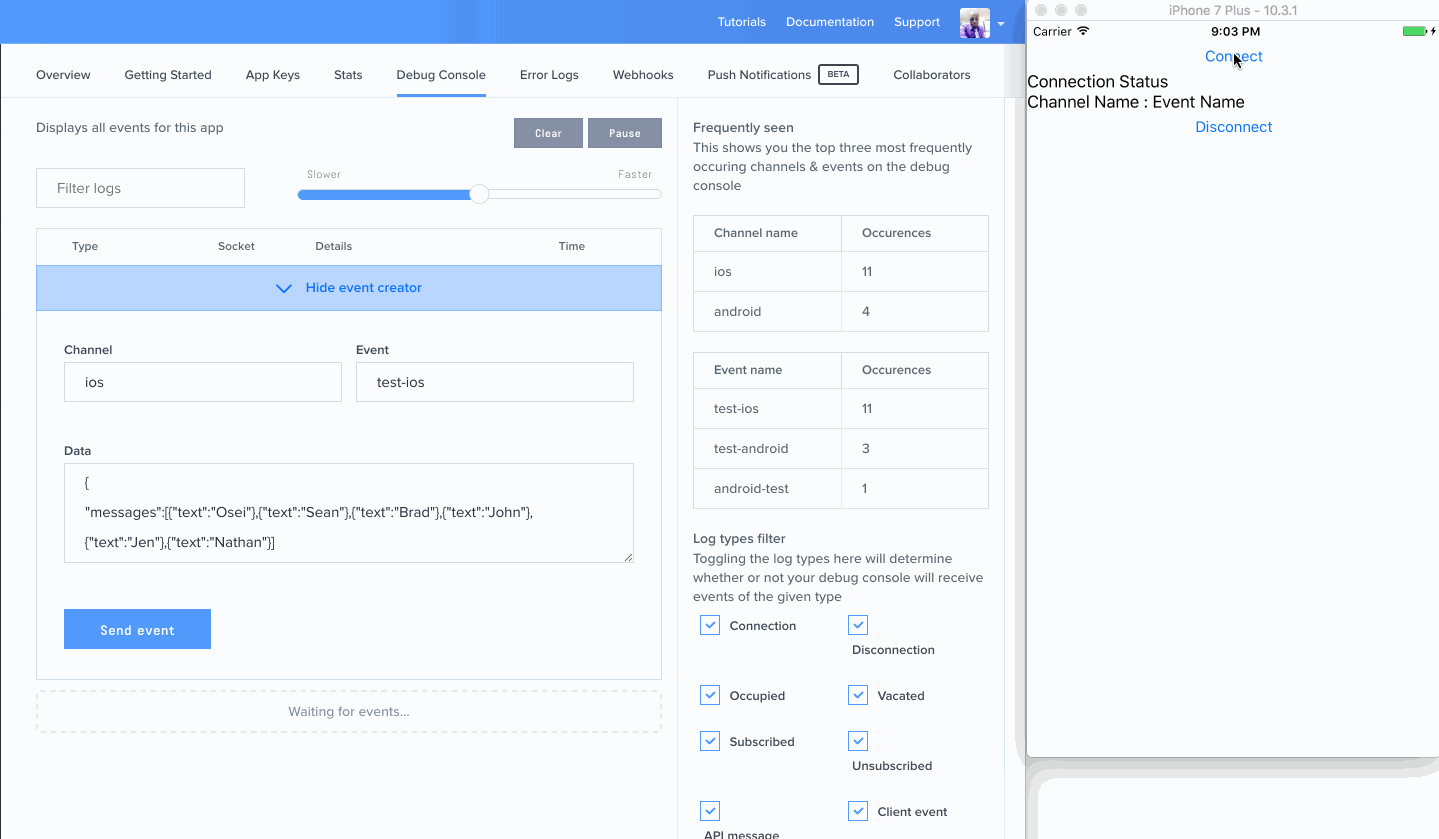 Tutorials Documentation Support
Overview Getting Started App Keys Stats Debug Console Error Logs Webhooks Push Notifications BETA Collaborators
Displays all events for this app
Clear Pause
Filter logs
Slower Faster
Type Socket Details Time
Hide event creator
Channel Event
ios test-ios
Data
{
"messages":[{"text":"Osei"},{"text":"Sean"},{"text":"Brad"},{"text":"John"},
{"text":"Jen"},{"text":"Nathan"}]
Send event
Waiting for events...
Frequently seen
This shows you the top three most frequently
occuring channels & events on the debug
console
Channel name Occurences
ios 11
android 4
Event name Occurences
test-ios 11
test-android 3
android-test 1
Log types filter
Toggling the log types here will determine
whether or not your debug console will receive
events of the given type
Connection
Disconnection
Occupied Vacated
Subscribed
Unsubscribed
Client event
API message
iPhone 7 Plus - 10.3.1
Carrier 9:03 PM
Connect
Connection Status
Channel Name : Event Name
Disconnect